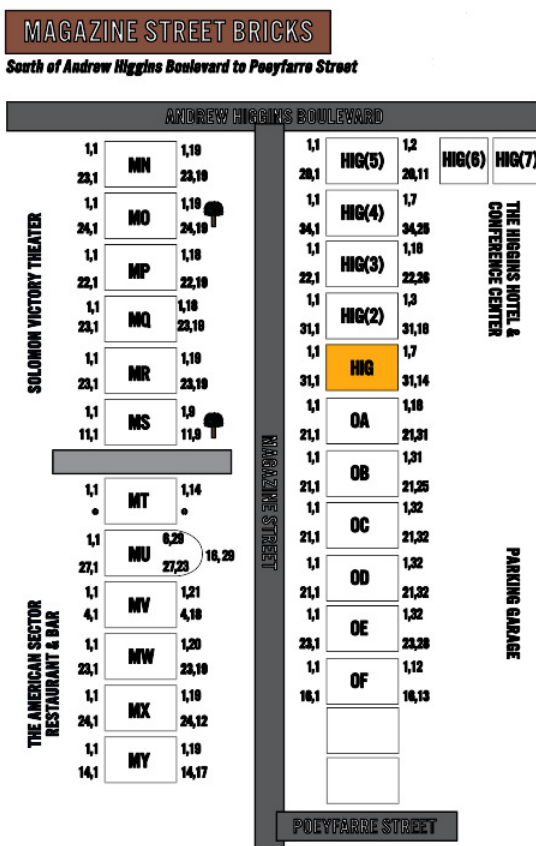 MAGAZINE STREET BRICKS
South of Andrew Higgins Boulevard to Poeyfarre Street
ANDREW HIGGINS BOULEVARD
SOLOMON VICTORY THEATER
1,1 MN 1,19
23,1 23,19
1,1 MO 1,19
24,1 24,19
1,1 MP 1,18
22,1 22,19
1,1 MQ 1,18
23,1 23,18
1,1 MR 1,19
23,1 23,19
1,1 MS 1,9
11,1 11,9
THE AMERICAN SECTOR
RESTAURANT & BAR
1,1 MT 1,14
1,1 MU 6,29
16,29
27,1 27,23
1,1 MV 1,21
4,1 4,18
1,1 MW 1,20
23,1 23,19
1,1 MX 1,19
24,1 24,12
1,1 MY 1,19
14,1 14,17
MAGAZINE STREET
1,1 HIG(5) 1,2
20,1 20,11
HIG(6) HIG(7)
1,1 HIG(4) 1,7
34,1 34,25
1,1 HIG(3) 1,18
22,1 22,26
1,1 HIG(2) 1,3
31,1 31,18
1,1 HIG 1,7
31,1 31,14
1,1 OA 1,18
21,1 21,31
1,1 OB 1,31
21,1 21,25
1,1 OC 1,32
21,1 21,32
1,1 OD 1,32
21,1 21,32
1,1 OE 1,32
23,1 23,28
1,1 OF 1,12
16,1 16,13
THE HIGGINS HOTEL &
CONFERENCE CENTER
PARKING GARAGE
POEYFARRE STREET